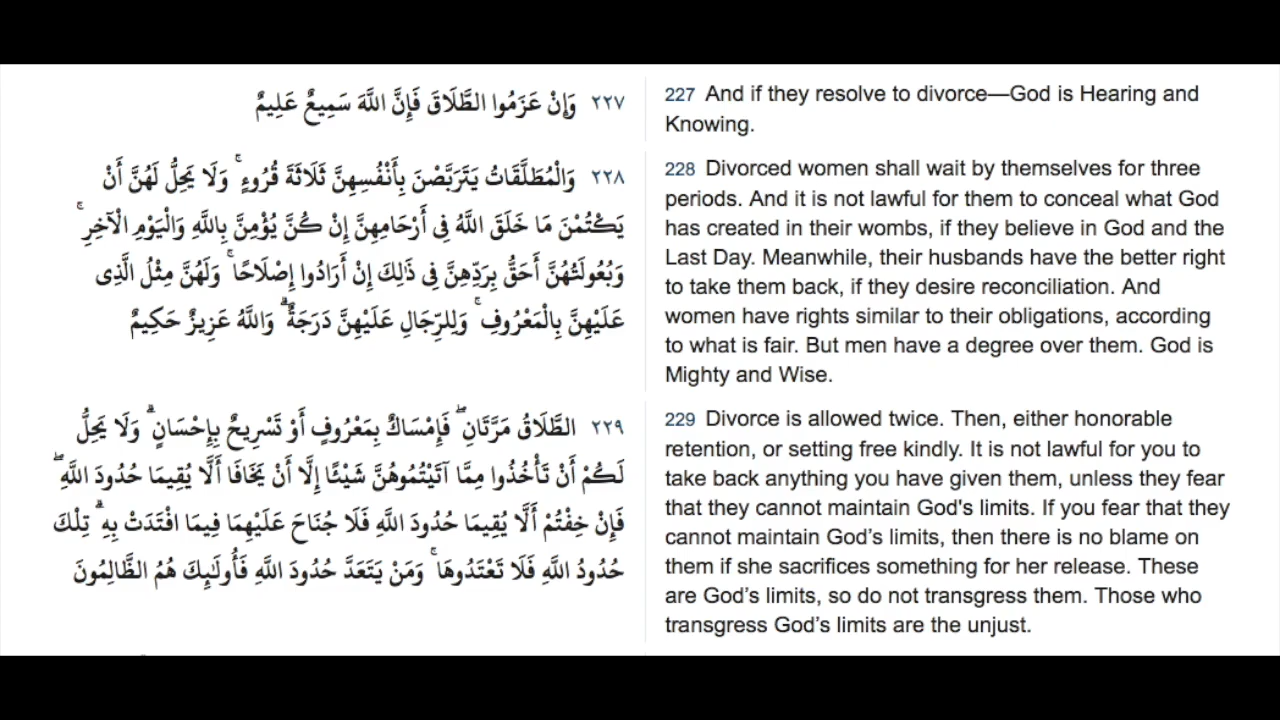 ٢٢٧ وَإِنْ عَزَمُوا الطَّلَاقَ فَإِنَّ اللَّهَ سَمِيعٌ عَلِيمٌ
227 And if they resolve to divorce—God is Hearing and
Knowing.
٢٢٨ وَالْمُطَلَّقَاتُ يَتَرَبَّصْنَ بِأَنْفُسِهِنَّ ثَلَاثَةَ قُرُوءٍ ۚ وَلَا يَحِلُّ لَهُنَّ أَنْ
يَكْتُمْنَ مَا خَلَقَ اللَّهُ فِي أَرْحَامِهِنَّ إِنْ كُنَّ يُؤْمِنَّ بِاللَّهِ وَالْيَوْمِ الْآخِرِ ۚ
وَبُعُولَتُهُنَّ أَحَقُّ بِرَدِّهِنَّ فِي ذَٰلِكَ إِنْ أَرَادُوا إِصْلَاحًا ۚ وَلَهُنَّ مِثْلُ الَّذِي
عَلَيْهِنَّ بِالْمَعْرُوفِ ۚ وَلِلرِّجَالِ عَلَيْهِنَّ دَرَجَةٌ ۗ وَاللَّهُ عَزِيزٌ حَكِيمٌ
228 Divorced women shall wait by themselves for three
periods. And it is not lawful for them to conceal what God
has created in their wombs, if they believe in God and the
Last Day. Meanwhile, their husbands have the better right
to take them back, if they desire reconciliation. And
women have rights similar to their obligations, according
to what is fair. But men have a degree over them. God is
Mighty and Wise.
٢٢٩ الطَّلَاقُ مَرَّتَانِ ۖ فَإِمْسَاكٌ بِمَعْرُوفٍ أَوْ تَسْرِيحٌ بِإِحْسَانٍ ۗ وَلَا يَحِلُّ
لَكُمْ أَنْ تَأْخُذُوا مِمَّا آتَيْتُمُوهُنَّ شَيْئًا إِلَّا أَنْ يَخَافَا أَلَّا يُقِيمَا حُدُودَ اللَّهِ ۖ
فَإِنْ خِفْتُمْ أَلَّا يُقِيمَا حُدُودَ اللَّهِ فَلَا جُنَاحَ عَلَيْهِمَا فِيمَا افْتَدَتْ بِهِ ۗ تِلْكَ
حُدُودُ اللَّهِ فَلَا تَعْتَدُوهَا ۚ وَمَنْ يَتَعَدَّ حُدُودَ اللَّهِ فَأُولَٰئِكَ هُمُ الظَّالِمُونَ
229 Divorce is allowed twice. Then, either honorable
retention, or setting free kindly. It is not lawful for you to
take back anything you have given them, unless they fear
that they cannot maintain God's limits. If you fear that they
cannot maintain God’s limits, then there is no blame on
them if she sacrifices something for her release. These
are God’s limits, so do not transgress them. Those who
transgress God’s limits are the unjust.